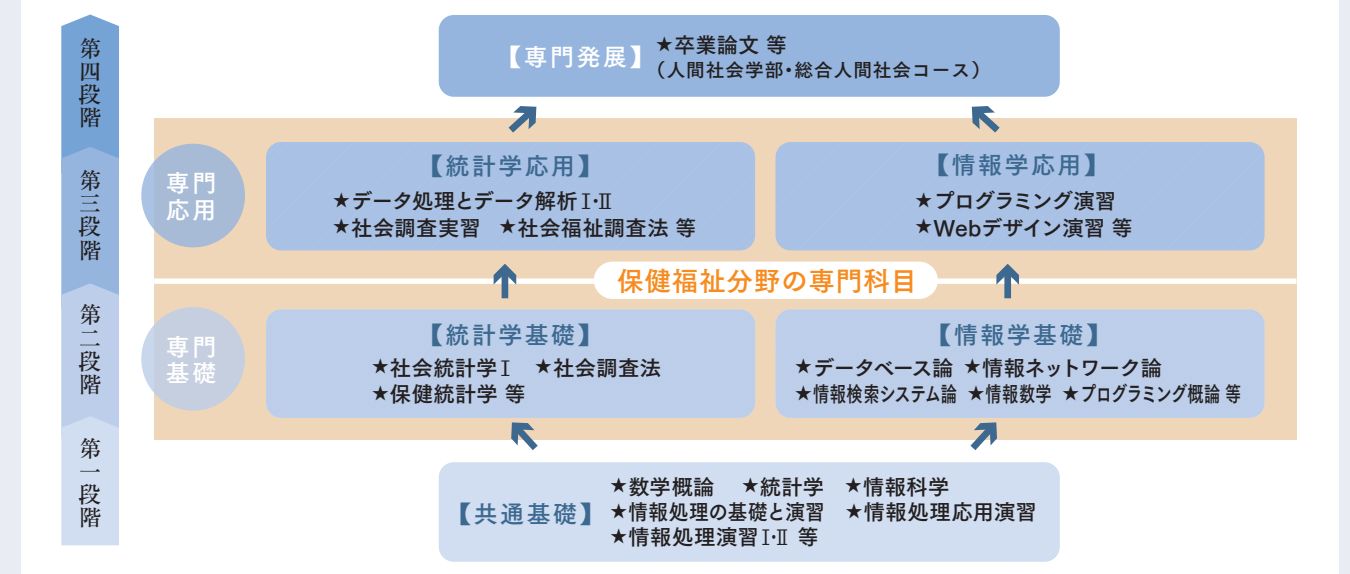 第四段階
【専門発展】
★卒業論文 等
（人間社会学部・総合人間社会コース）
第三段階
専門
応用
【統計学応用】
★データ処理とデータ解析Ⅰ・Ⅱ
★社会調査実習 ★社会福祉調査法 等
【情報学応用】
★プログラミング演習
★Webデザイン演習 等
保健福祉分野の専門科目
第二段階
専門
基礎
【統計学基礎】
★社会統計学Ⅰ ★社会調査法
★保健統計学 等
【情報学基礎】
★データベース論 ★情報ネットワーク論
★情報検索システム論 ★情報数学 ★プログラミング概論 等
第一段階
【共通基礎】
★数学概論 ★統計学 ★情報科学
★情報処理の基礎と演習 ★情報処理応用演習
★情報処理演習Ⅰ・Ⅱ 等